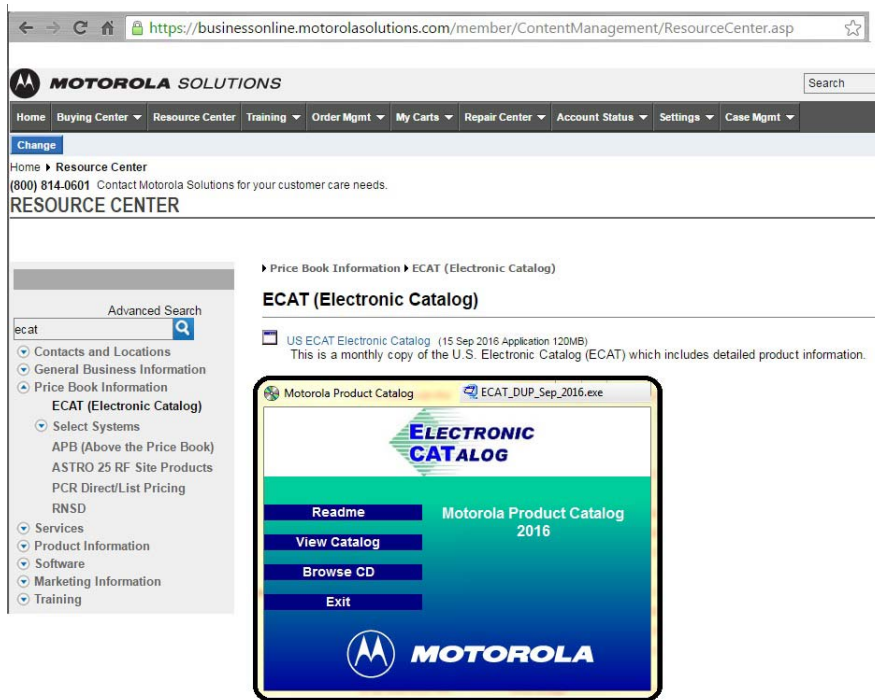 https://businessonline.motorolasolutions.com/member/ContentManagement/ResourceCenter.asp
MOTOROLA SOLUTIONS
Search
Home Buying Center Resource Center Training Order Mgmt My Carts Repair Center Account Status Settings Case Mgmt
Change
Home Resource Center
(800) 814-0601 Contact Motorola Solutions for your customer care needs.
RESOURCE CENTER
Advanced Search
ecat
Contacts and Locations
General Business Information
Price Book Information
ECAT (Electronic Catalog)
Select Systems
APB (Above the Price Book)
ASTRO 25 RF Site Products
PCR Direct/List Pricing
RNSD
Services
Product Information
Software
Marketing Information
Training
Price Book Information ECAT (Electronic Catalog)
ECAT (Electronic Catalog)
US ECAT Electronic Catalog (15 Sep 2016 Application 120MB)
This is a monthly copy of the U.S. Electronic Catalog (ECAT) which includes detailed product information.
Motorola Product Catalog ECAT_DUP_Sep_2016.exe
ELECTRONIC
CATALOG
Readme
View Catalog
Browse CD
Exit
Motorola Product Catalog
2016
MOTOROLA